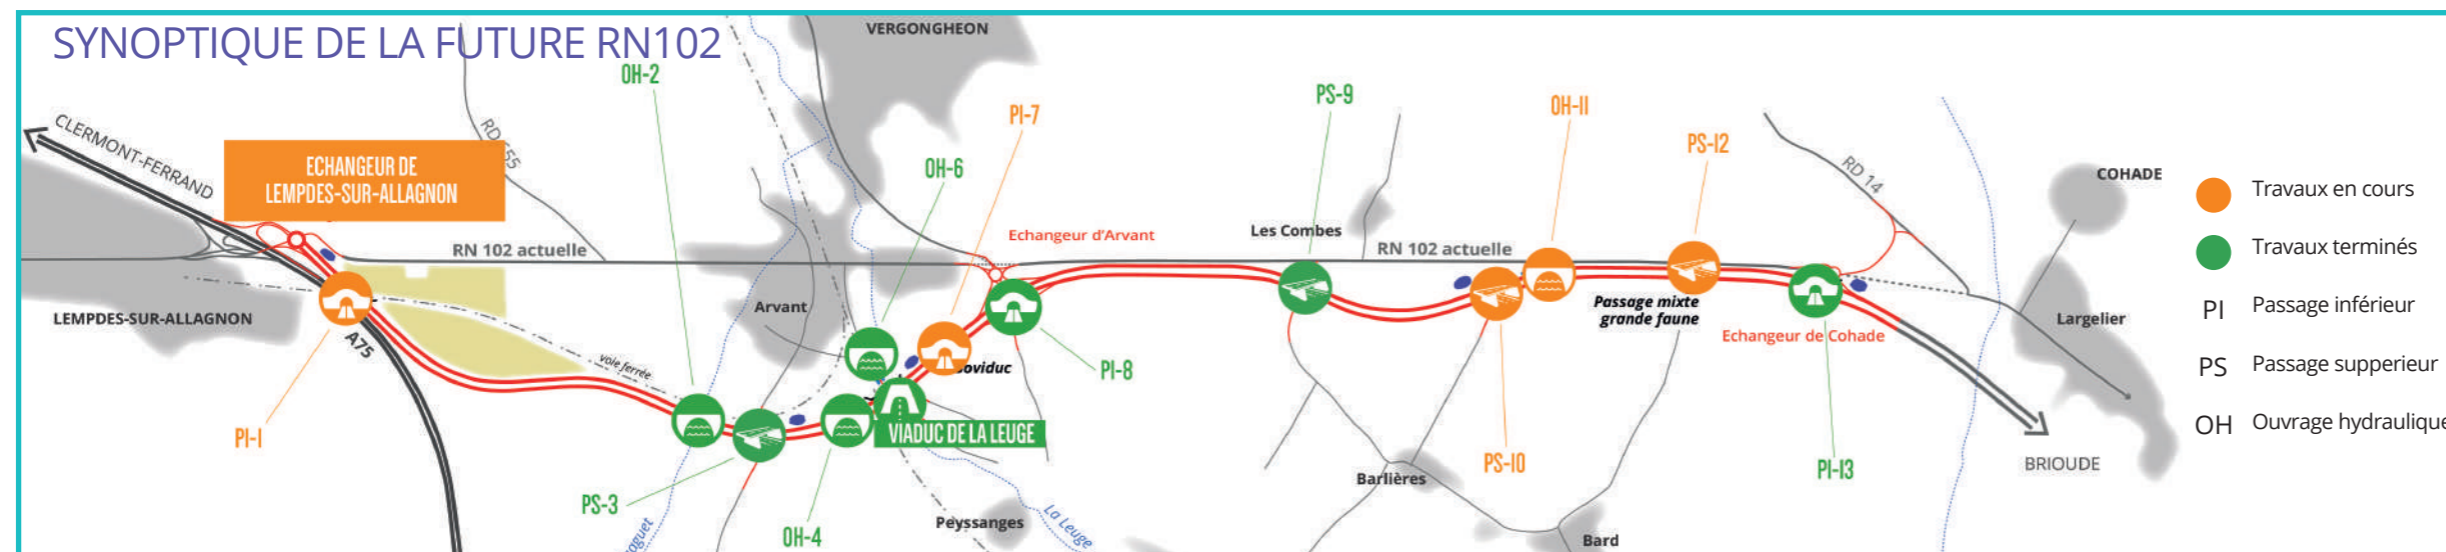 SYNOPTIQUE DE LA FUTURE RN102
VERGONGHEON
OH-2
PI-7
PS-9
OH-11
PS-12
CLERMONT-FERRAND
ECHANGEUR DE
LEMPDES-SUR-ALLAGNON
OH-6
RD 14
COHADE
Travaux en cours
Echangeur d'Arvant
Les Combes
RN 102 actuelle
RN 102 actuelle
Travaux terminés
LEMPDES-SUR-ALLAGNON
A75
Arvant
Passage mixte
grande faune
Echangeur de Cohade
Largelier
PI Passage inférieur
voie ferrée
PI-8
PS Passage supperieur
PI-1
VIADUC DE LA LEUGE
PS-10
PI-13
BRIOUDE
OH Ouvrage hydraulique
Barlières
PS-3
OH-4
Peyssanges
La Leuge
Bard